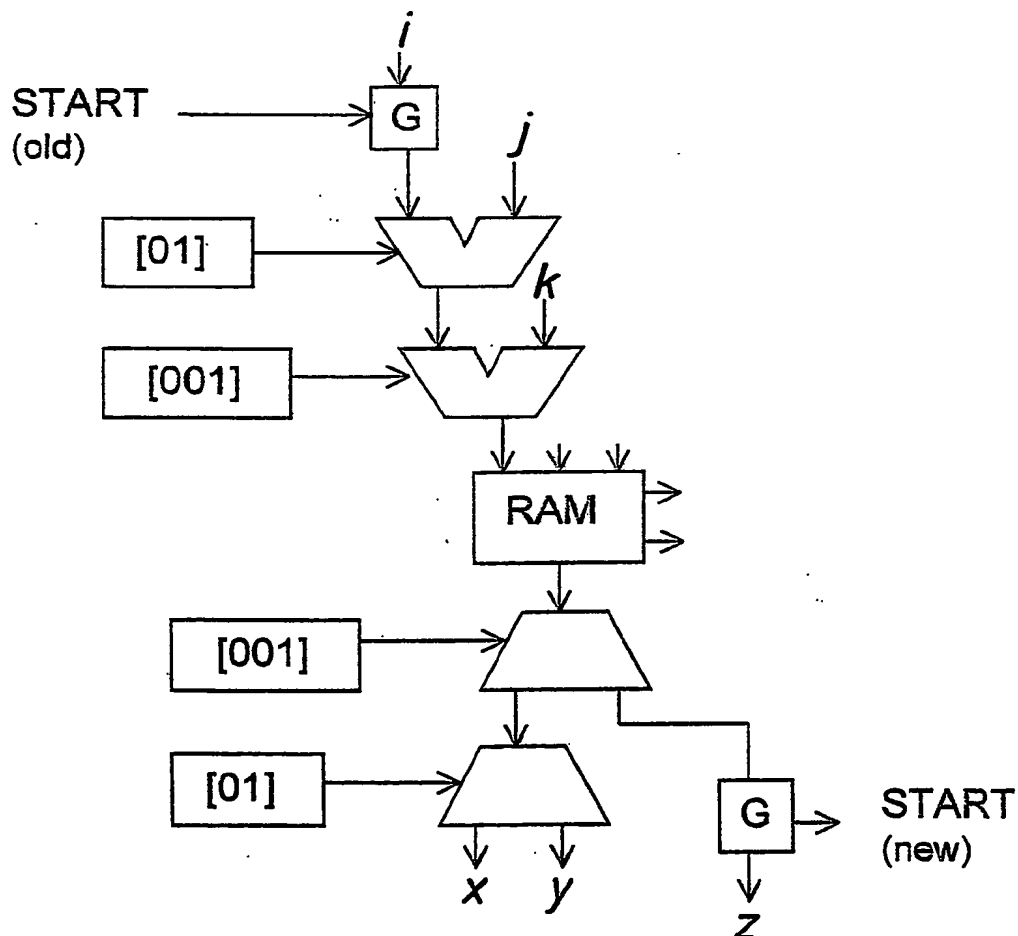 i
START
(old)
G
j
[01]
k
[001]
RAM
[001]
[01]
G
START
(new)
x
y
z